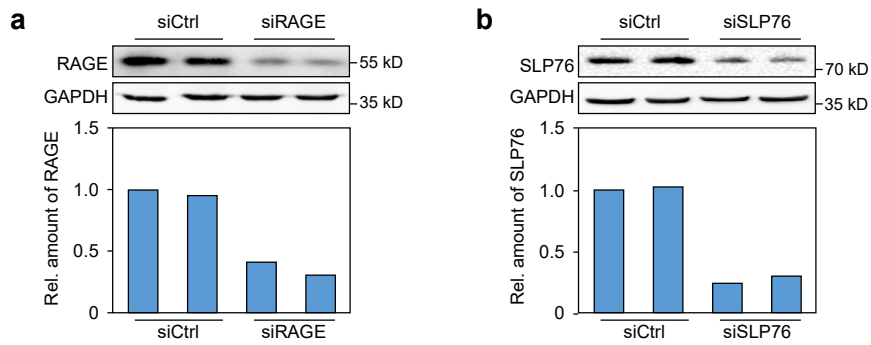 a
siCtrl siRAGE
RAGE
55 kD
GAPDH
35 kD
Rel. amount of RAGE
1.5
1.0
0.5
0
siCtrl siRAGE
b
siCtrl siSLP76
SLP76
70 kD
GAPDH
35 kD
Rel. amount of SLP76
1.5
1.0
0.5
0
siCtrl siSLP76